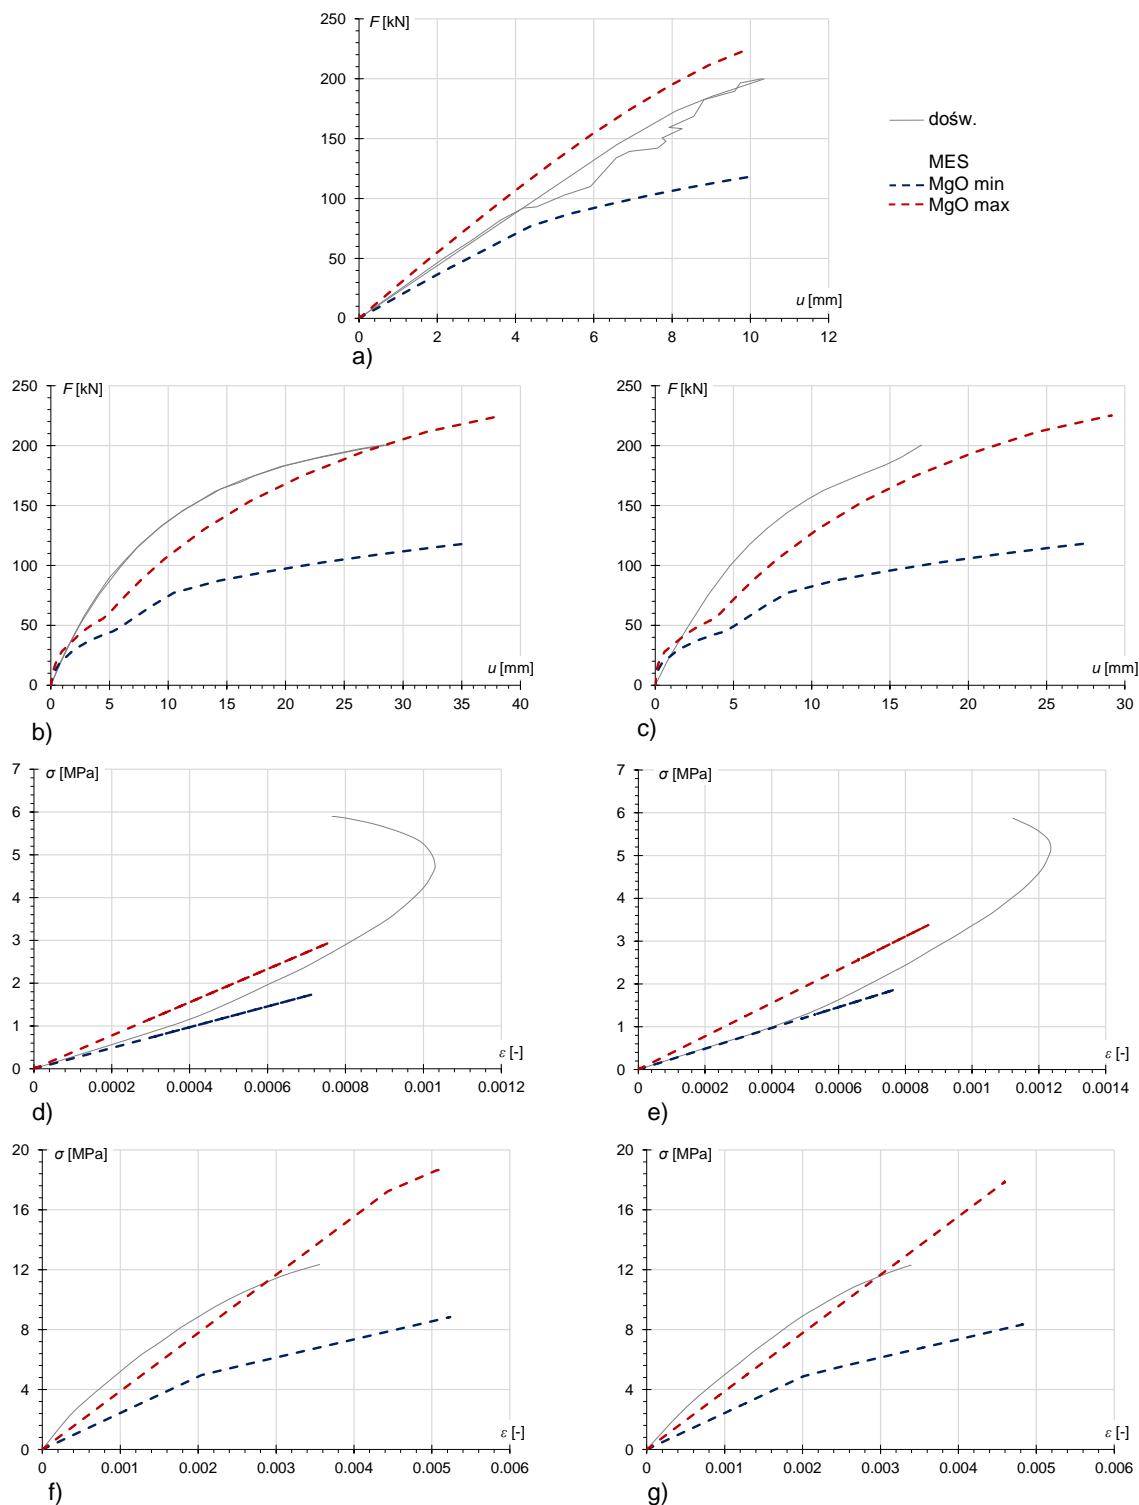 F [kN]
250
200
150
100
50
0
0 2 4 6 8 10 12
u [mm]
a)
dośw.
MES
MgO min
MgO max
F [kN]
250
200
150
100
50
0
0 5 10 15 20 25 30 35 40
u [mm]
b)
F [kN]
250
200
150
100
50
0
0 5 10 15 20 25 30
u [mm]
c)
σ [MPa]
7
6
5
4
3
2
1
0
0 0.0002 0.0004 0.0006 0.0008 0.001 0.0012
ε [-]
d)
σ [MPa]
7
6
5
4
3
2
1
0
0 0.0002 0.0004 0.0006 0.0008 0.001 0.0012 0.0014
ε [-]
e)
σ [MPa]
20
16
12
8
4
0
0 0.001 0.002 0.003 0.004 0.005 0.006
ε [-]
f)
σ [MPa]
20
16
12
8
4
0
0 0.001 0.002 0.003 0.004 0.005 0.006
ε [-]
g)